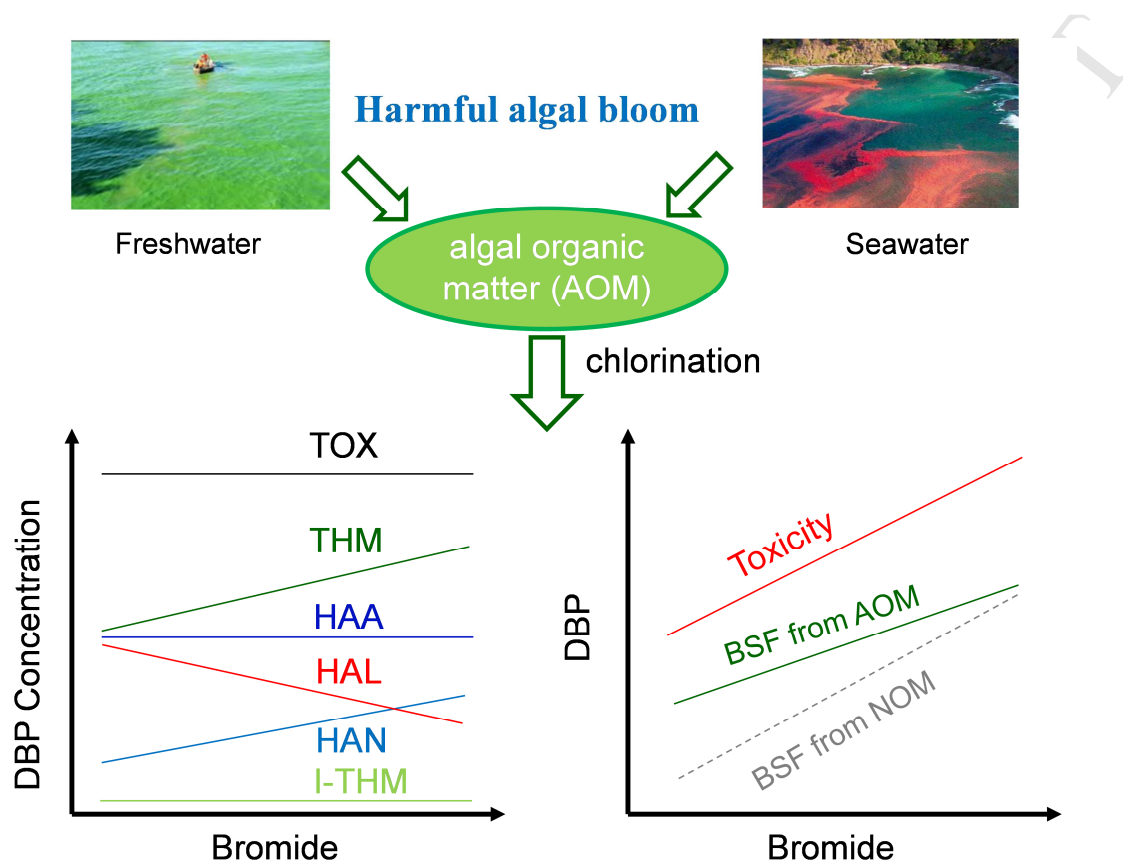 Harmful algal bloom
Freshwater
Seawater
algal organic
matter (AOM)
chlorination
DBP Concentration
TOX
THM
HAA
HAL
HAN
I-THM
Bromide
DBP
Toxicity
BSF from AOM
BSF from NOM
Bromide